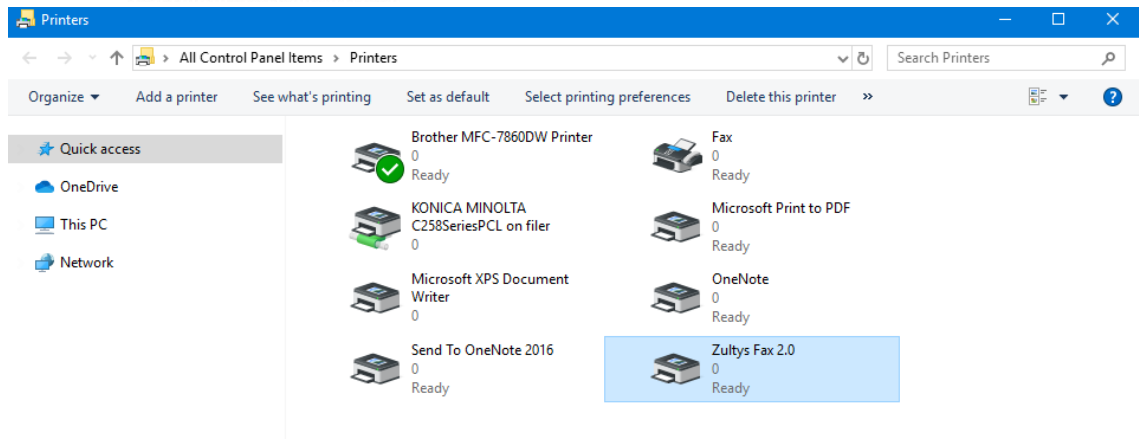 Printers
All Control Panel Items > Printers
Search Printers
Organize
Add a printer
See what's printing
Set as default
Select printing preferences
Delete this printer
»
?
Quick access
OneDrive
This PC
Network
Brother MFC-7860DW Printer
0
Ready
Fax
0
Ready
KONICA MINOLTA
C258SeriesPCL on filer
0
Microsoft Print to PDF
0
Ready
Microsoft XPS Document
Writer
0
OneNote
0
Ready
Send To OneNote 2016
0
Ready
Zultys Fax 2.0
0
Ready